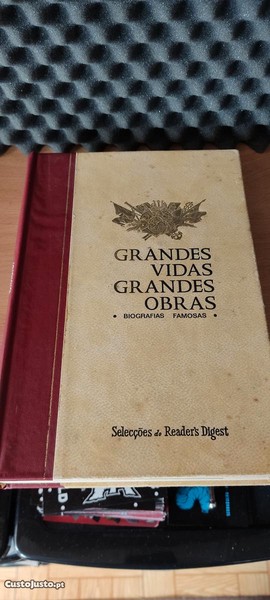 GRANDES
VIDAS
GRANDES
OBRAS
• BIOGRAFIAS FAMOSAS •
Selecções do Reader's Digest
CustoJusto.pt